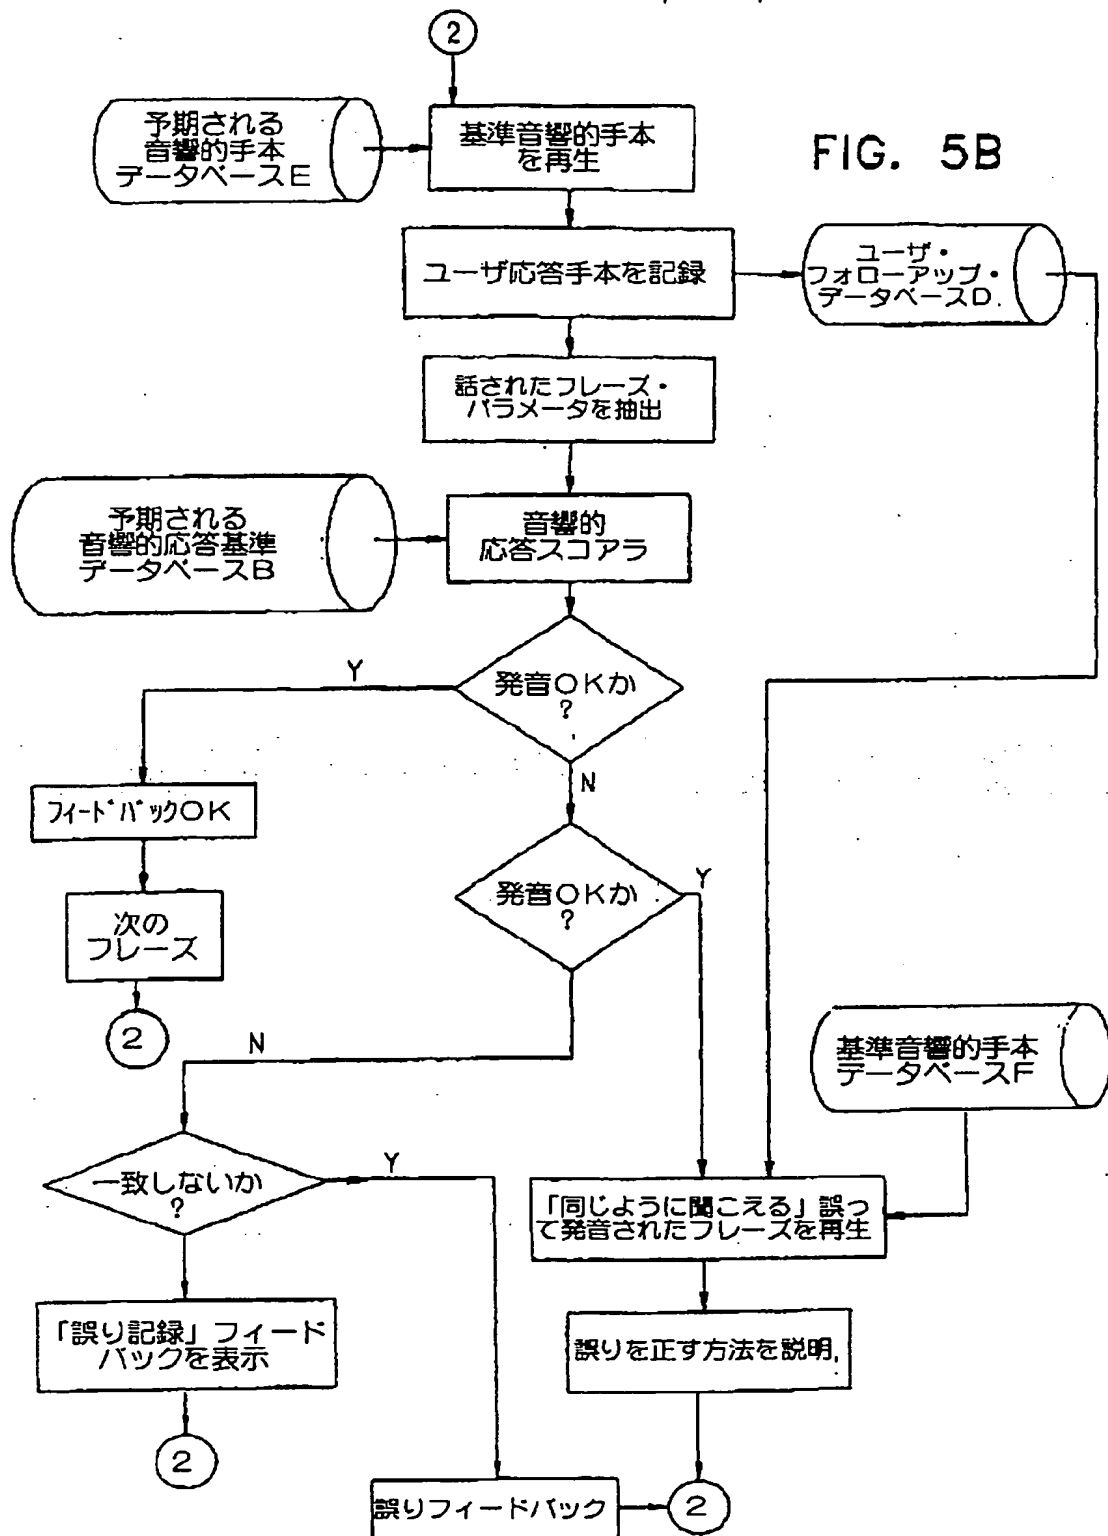 2
予期される
音響的手本
データベースE
基準音響的手本
を再生
FIG. 5B
ユーザ応答手本を記録
ユーザ・
フォローアップ・
データベースD.
話されたフレーズ・
パラメータを抽出
予期される
音響的応答基準
データベースB
音響的
応答スコアラ
Y
発音OKか
?
N
フィードバックOK
発音OKか
?
Y
次の
フレーズ
2
N
基準音響的手本
データベースF
一致しないか
?
Y
「同じように聞こえる」誤っ
て発音されたフレーズを再生
「誤り記録」フィード
バックを表示
誤りを正す方法を説明
2
誤りフィードバック
2